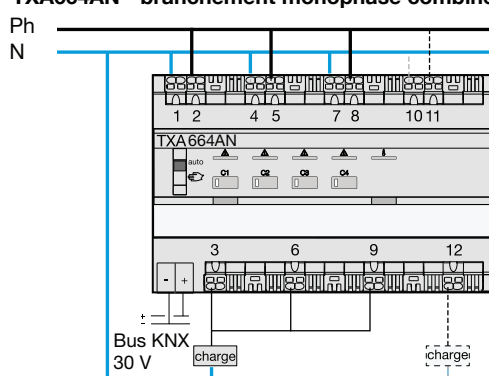 TXA664AN - branchement monophasé combiné
Ph
N
1 2 4 5 7 8 10 11
TXA664AN
auto
C1 C2 C3 C4
3 6 9 12
- +
Bus KNX
30 V
charge
charge